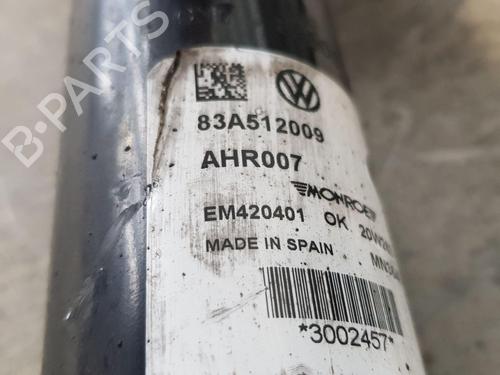 B-PARTS
83A512009
AHR007
MONROE
EM420401 OK
MADE IN SPAIN
*3002457*